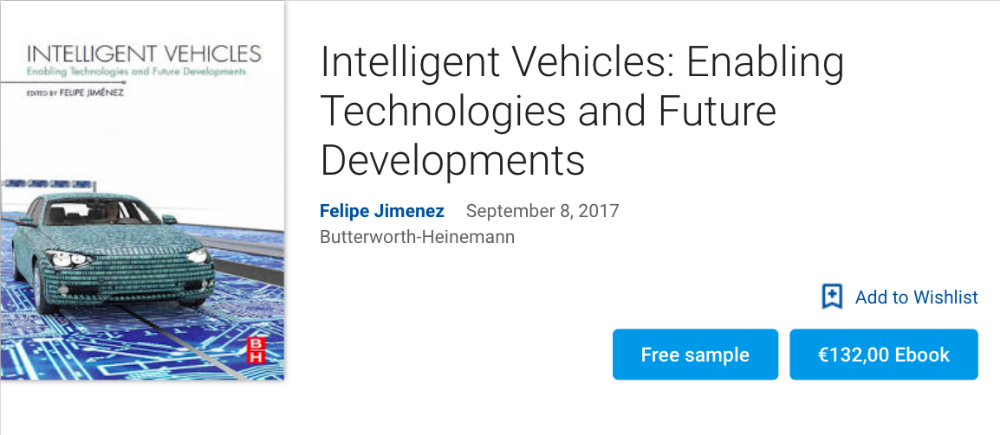 INTELLIGENT VEHICLES
Enabling Technologies and Future Developments
EDITED BY FELIPE JIMÉNEZ
B
H
Intelligent Vehicles: Enabling
Technologies and Future
Developments
Felipe Jimenez September 8, 2017
Butterworth-Heinemann
Add to Wishlist
Free sample €132,00 Ebook